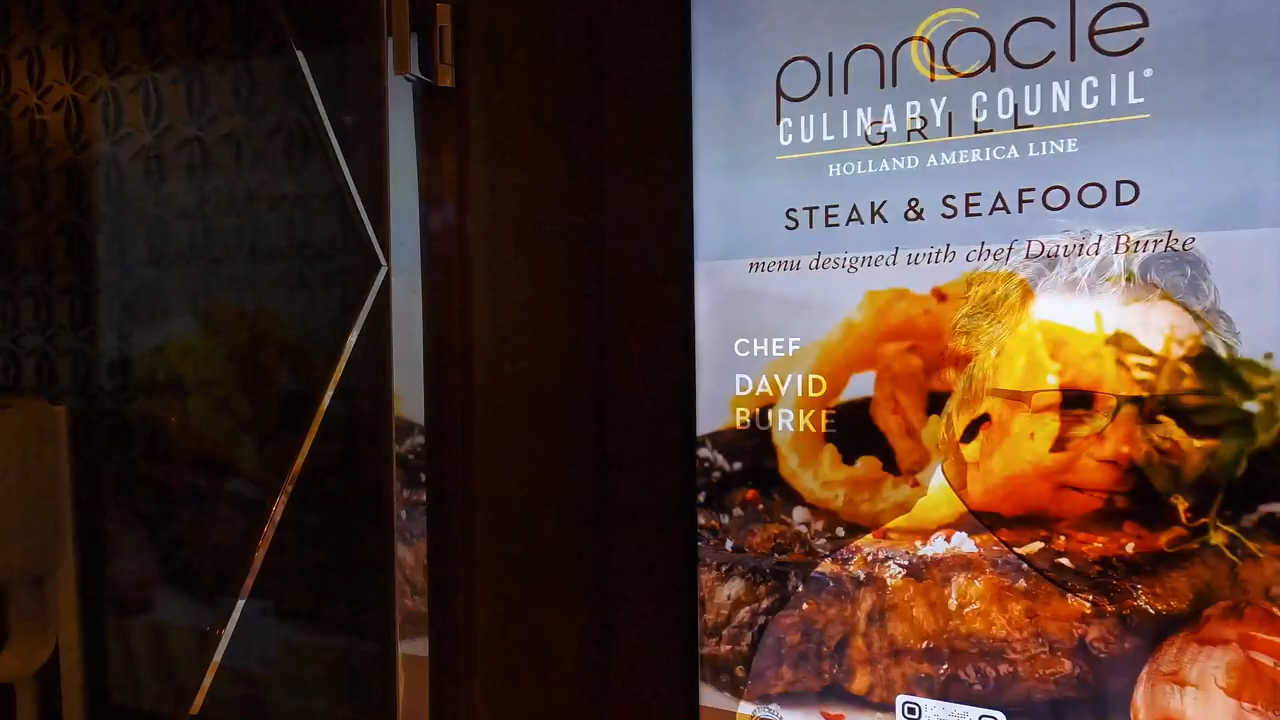 pinnacle
CULINARY COUNCIL®
GRILL
HOLLAND AMERICA LINE
STEAK & SEAFOOD
menu designed with chef David Burke
CHEF
DAVID
BURKE